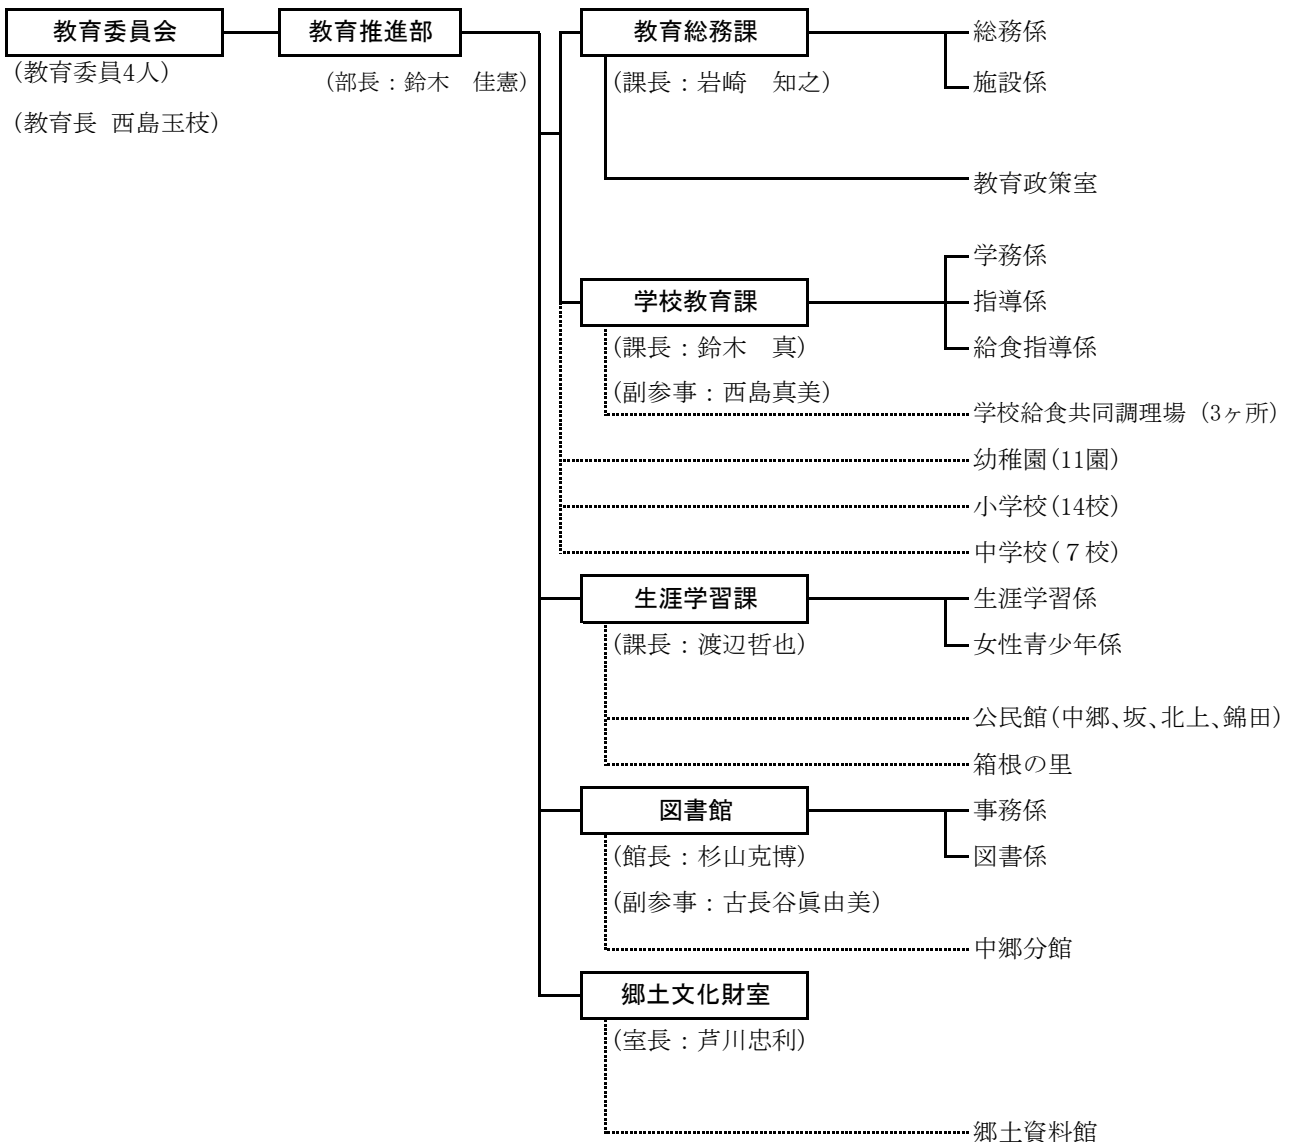 教育委員会
教育推進部
教育総務課
総務係
(教育委員4人)
(部長：鈴木　佳憲)
(課長：岩崎　知之)
施設係
(教育長 西島玉枝)
教育政策室
学務係
学校教育課
指導係
(課長：鈴木　真)
給食指導係
(副参事：西島真美)
学校給食共同調理場 (3ヶ所)
幼稚園(11園)
小学校(14校)
中学校(７校)
生涯学習課
生涯学習係
(課長：渡辺哲也)
女性青少年係
公民館(中郷、坂、北上、錦田)
箱根の里
図書館
事務係
(館長：杉山克博)
図書係
(副参事：古長谷眞由美)
中郷分館
郷土文化財室
(室長：芦川忠利)
郷土資料館